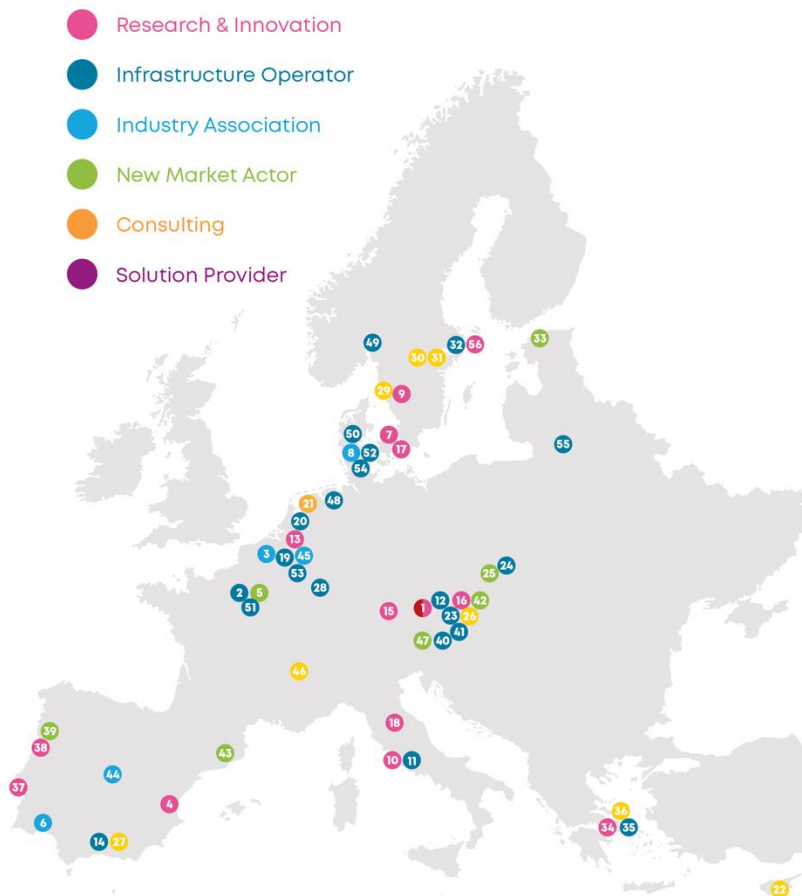 Research & Innovation
Infrastructure Operator
Industry Association
New Market Actor
Consulting
Solution Provider
49 32 56 33
30 31
29 9
50 7
8 52 17 55
54
21 48
20
13
3 19 45
53 24
25
2 5 28
51 15 1 12 16 42
23 26
41
47 40
46
18
39
38
43 10 11
44
37
4
6 36
14 27 34 35
22